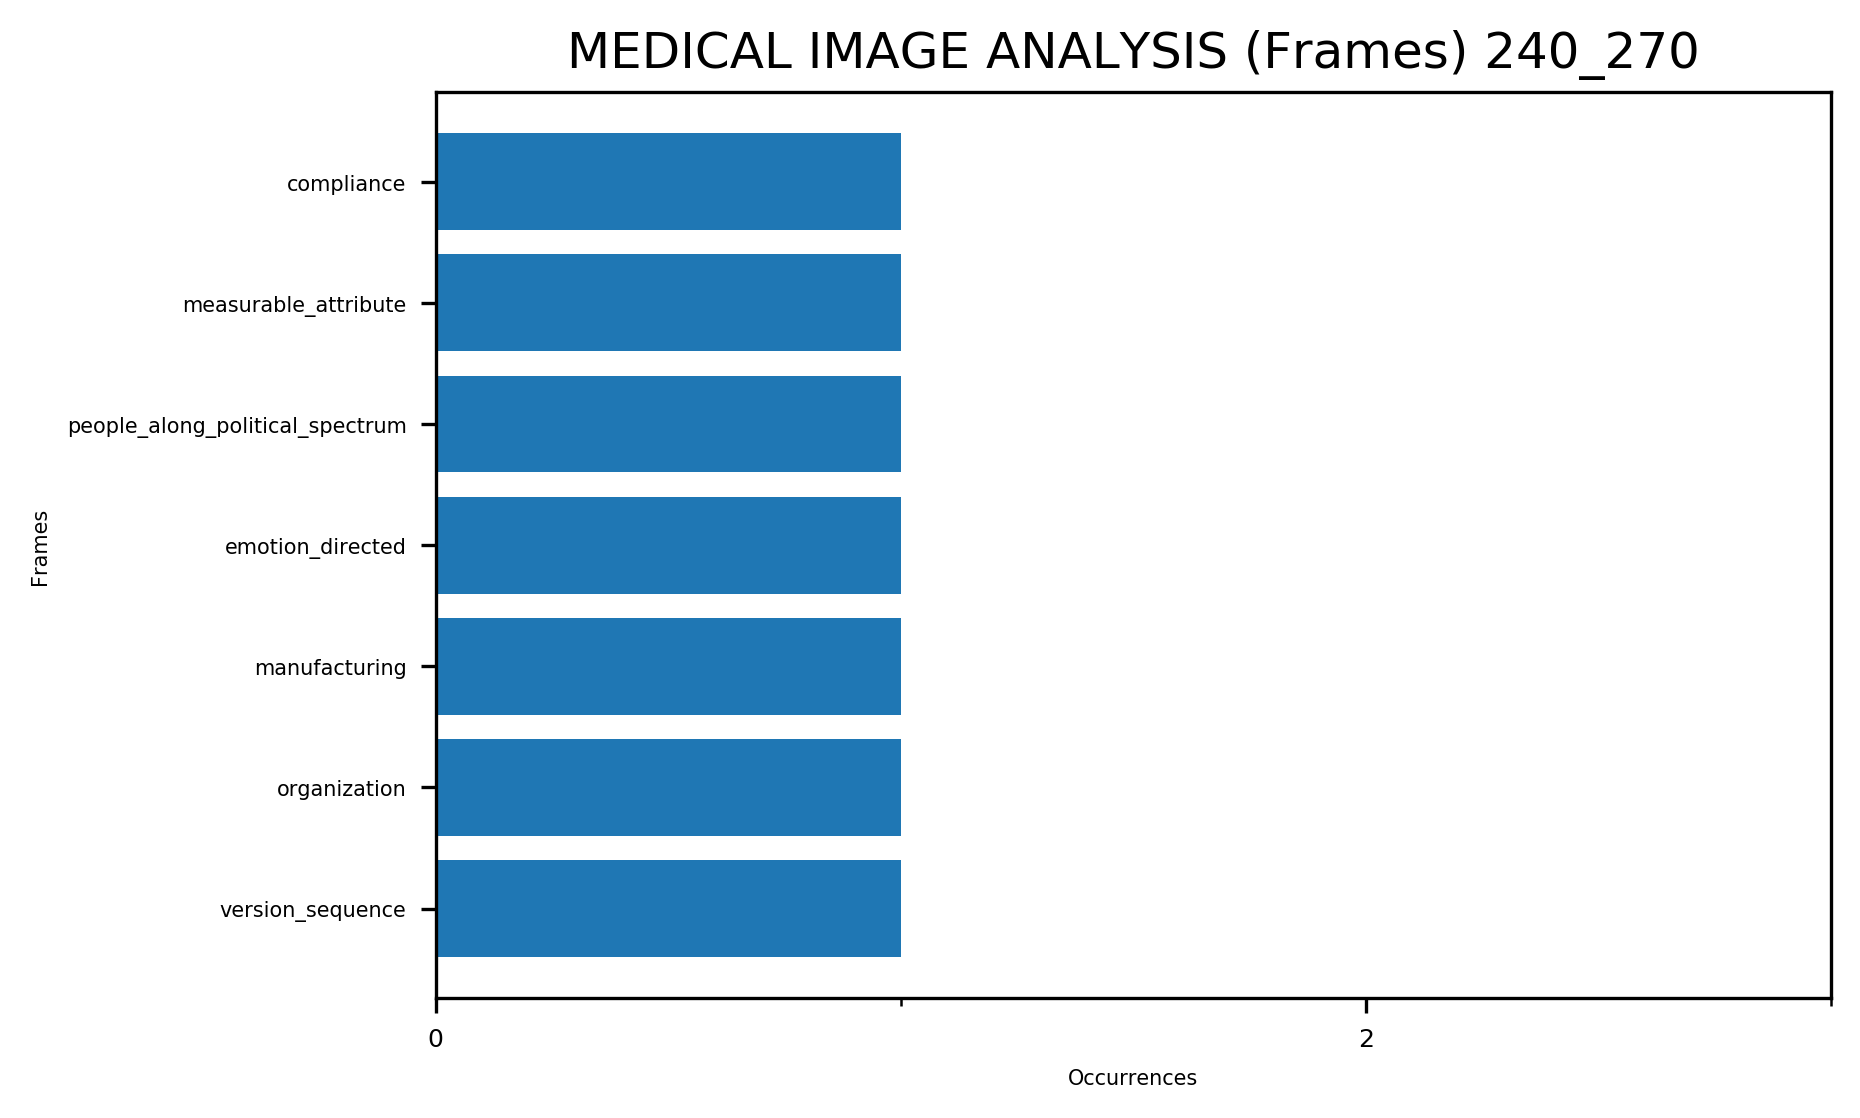 MEDICAL IMAGE ANALYSIS (Frames) 240_270
compliance
measurable_attribute
people_along_political_spectrum
emotion_directed
manufacturing
organization
version_sequence
Frames
0
2
Occurrences